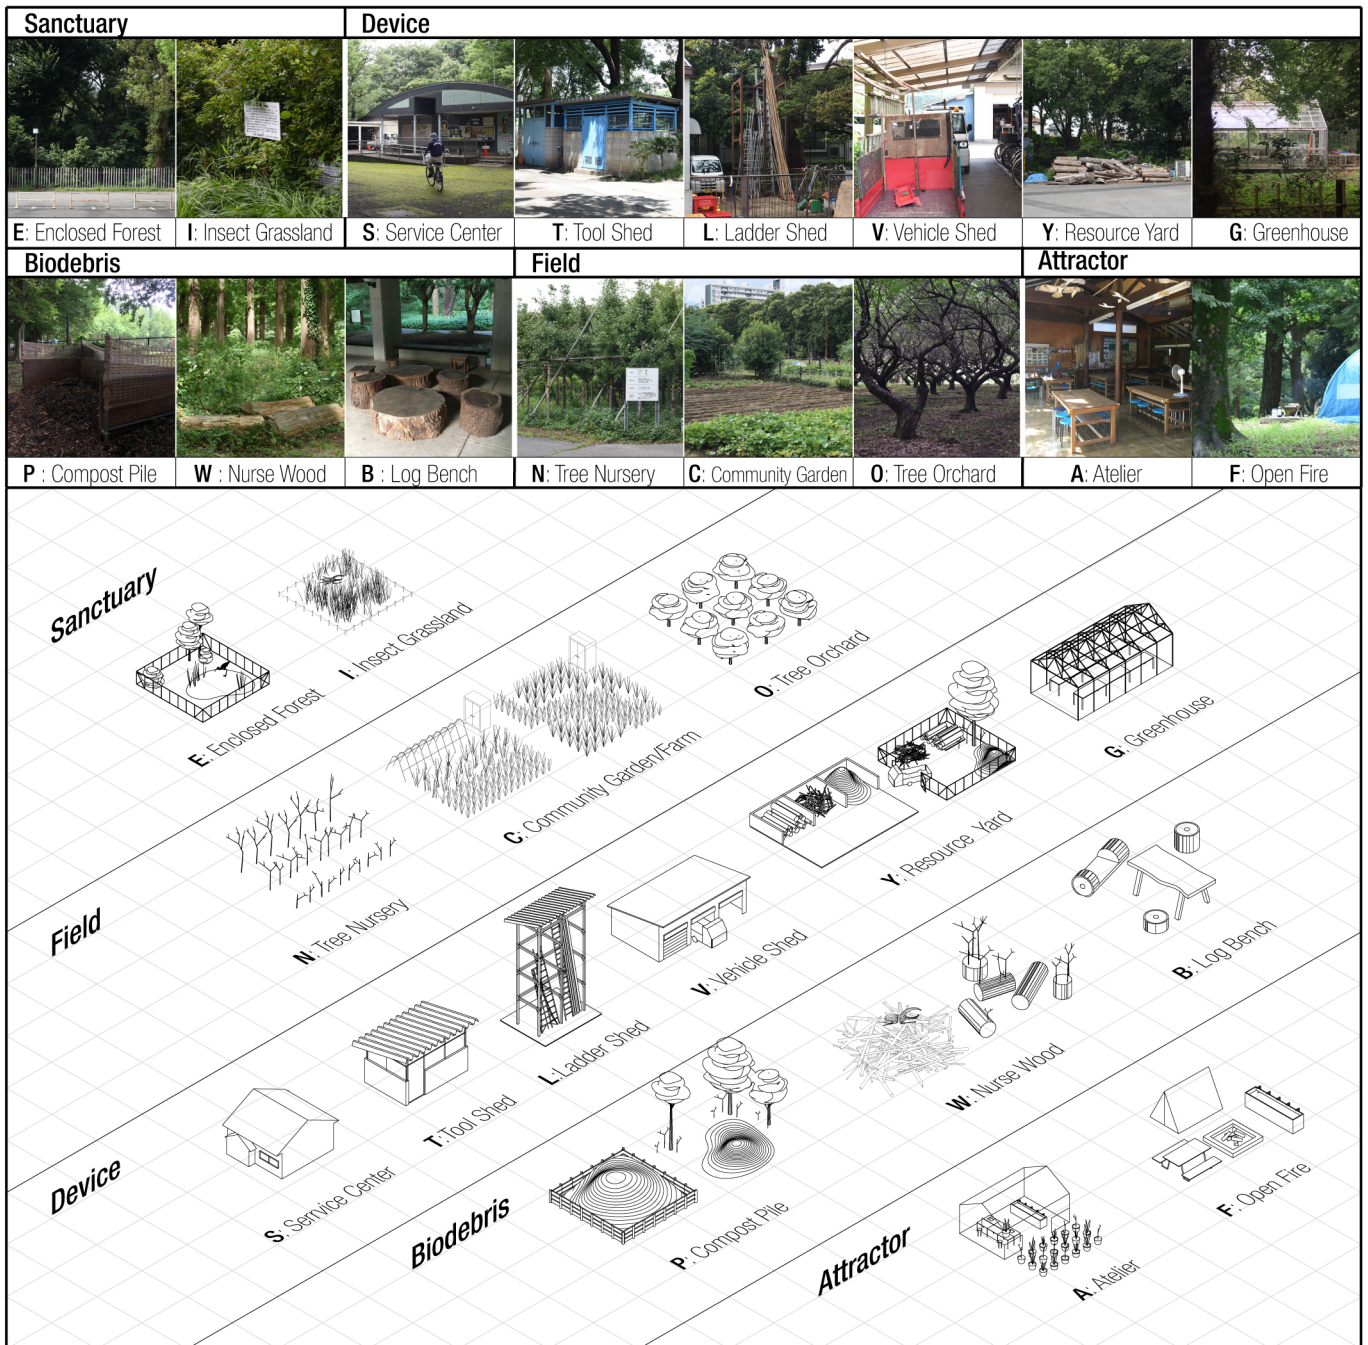 Sanctuary
Device
E: Enclosed Forest
I: Insect Grassland
S: Service Center
T: Tool Shed
L: Ladder Shed
V: Vehicle Shed
Y: Resource Yard
G: Greenhouse
Biodebris
Field
Attractor
P : Compost Pile
W : Nurse Wood
B : Log Bench
N: Tree Nursery
C: Community Garden
O: Tree Orchard
A: Atelier
F: Open Fire
Sanctuary
E: Enclosed Forest
I: Insect Grassland
Field
N: Tree Nursery
C: Community Garden/Farm
O: Tree Orchard
Device
S: Serrvice Center
T:Tool Shed
L:Ladder Shed
V: Vehicle Shed
Y: Resource Yard
G: Greenhouse
Biodebris
P: Compost Pile
W: Nurse Wood
B: Log Bench
Attractor
A: Atelier
F: Open Fire